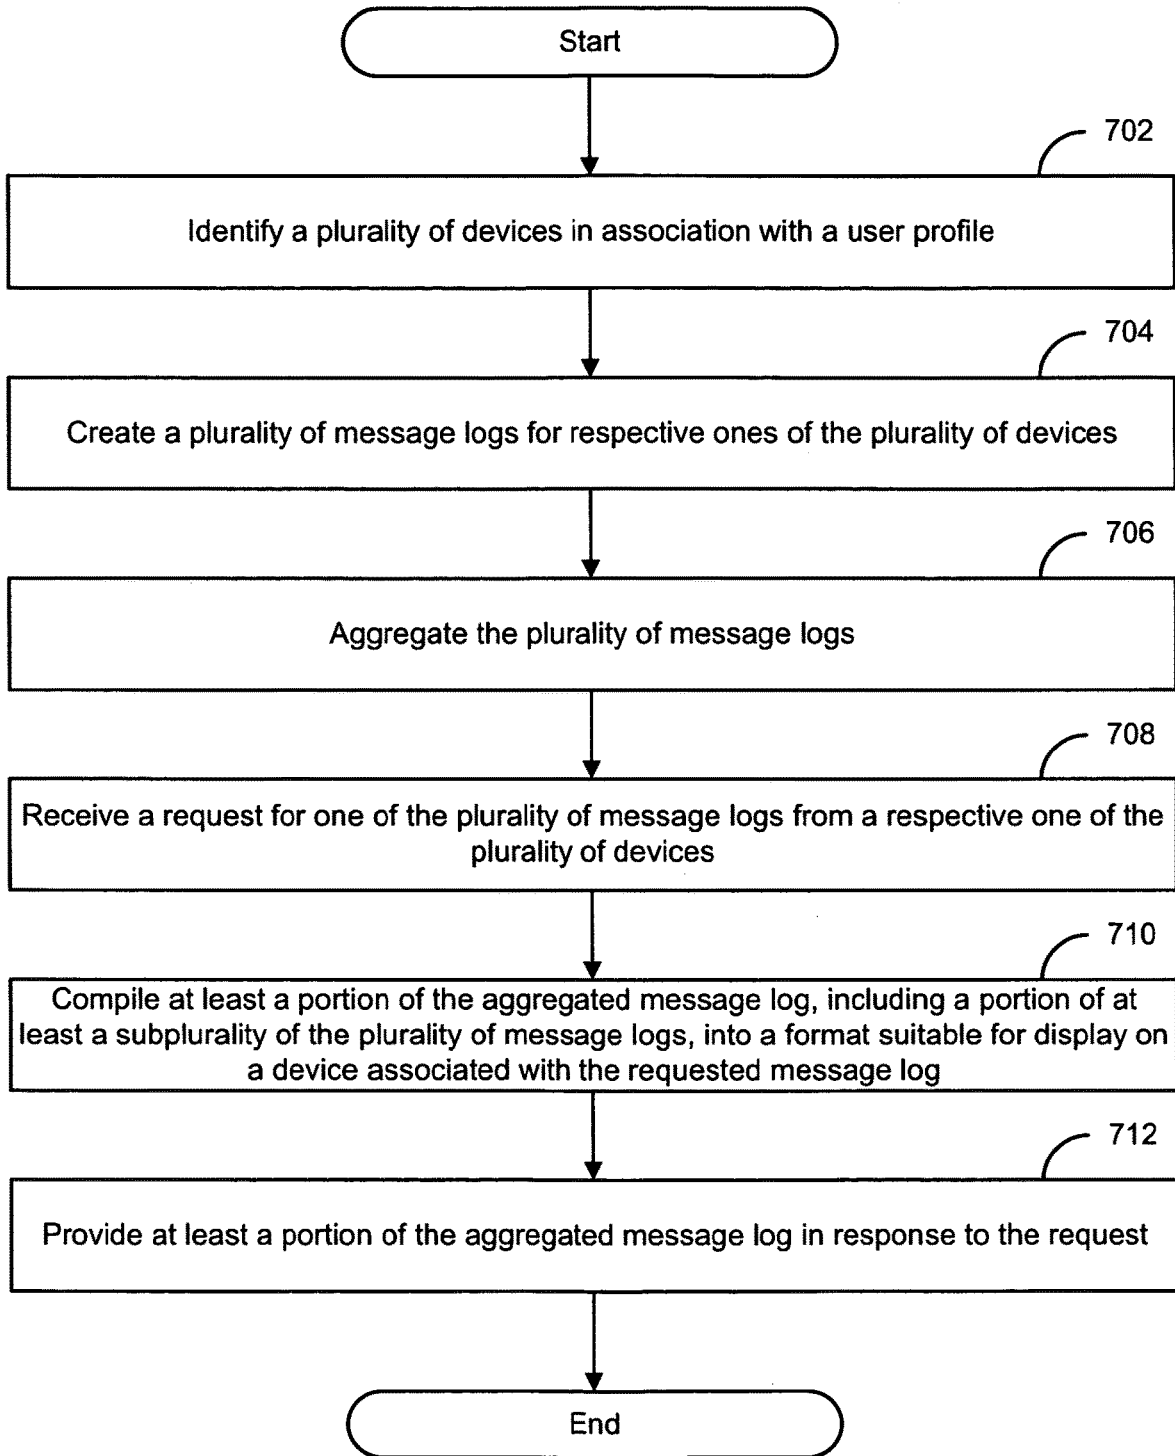 Start
702
Identify a plurality of devices in association with a user profile
704
Create a plurality of message logs for respective ones of the plurality of devices
706
Aggregate the plurality of message logs
708
Receive a request for one of the plurality of message logs from a respective one of the
plurality of devices
710
Compile at least a portion of the aggregated message log, including a portion of at
least a subplurality of the plurality of message logs, into a format suitable for display on
a device associated with the requested message log
712
Provide at least a portion of the aggregated message log in response to the request
End